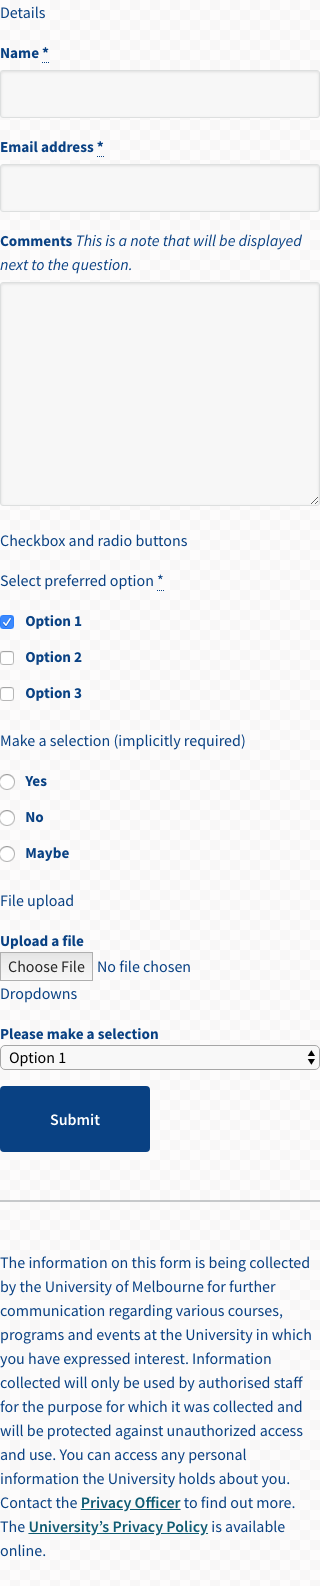 Details
Name *
Email address *
Comments This is a note that will be displayed
next to the question.
Checkbox and radio buttons
Select preferred option *
Option 1
Option 2
Option 3
Make a selection (implicitly required)
Yes
No
Maybe
File upload
Upload a file
Choose File No file chosen
Dropdowns
Please make a selection
Option 1
Submit
The information on this form is being collected
by the University of Melbourne for further
communication regarding various courses,
programs and events at the University in which
you have expressed interest. Information
collected will only be used by authorised staff
for the purpose for which it was collected and
will be protected against unauthorized access
and use. You can access any personal
information the University holds about you.
Contact the Privacy Officer to find out more.
The University’s Privacy Policy is available
online.